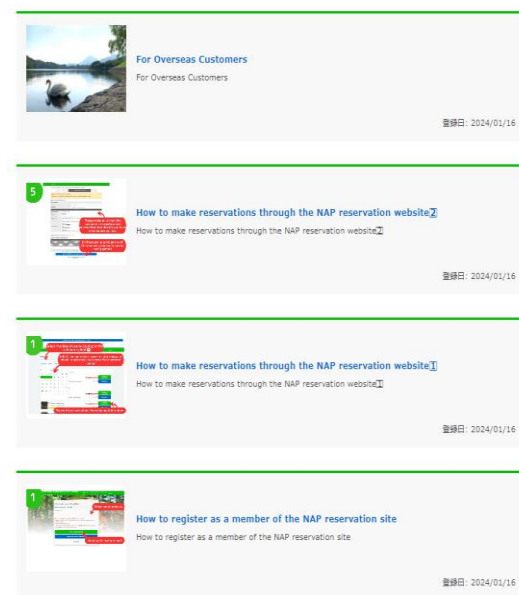 For Overseas Customers
For Overseas Customers
登録日: 2024/01/16
5
How to make reservations through the NAP reservation website2
How to make reservations through the NAP reservation website2
登録日: 2024/01/16
1
How to make reservations through the NAP reservation website1
How to make reservations through the NAP reservation website1
登録日: 2024/01/16
1
How to register as a member of the NAP reservation site
How to register as a member of the NAP reservation site
登録日: 2024/01/16